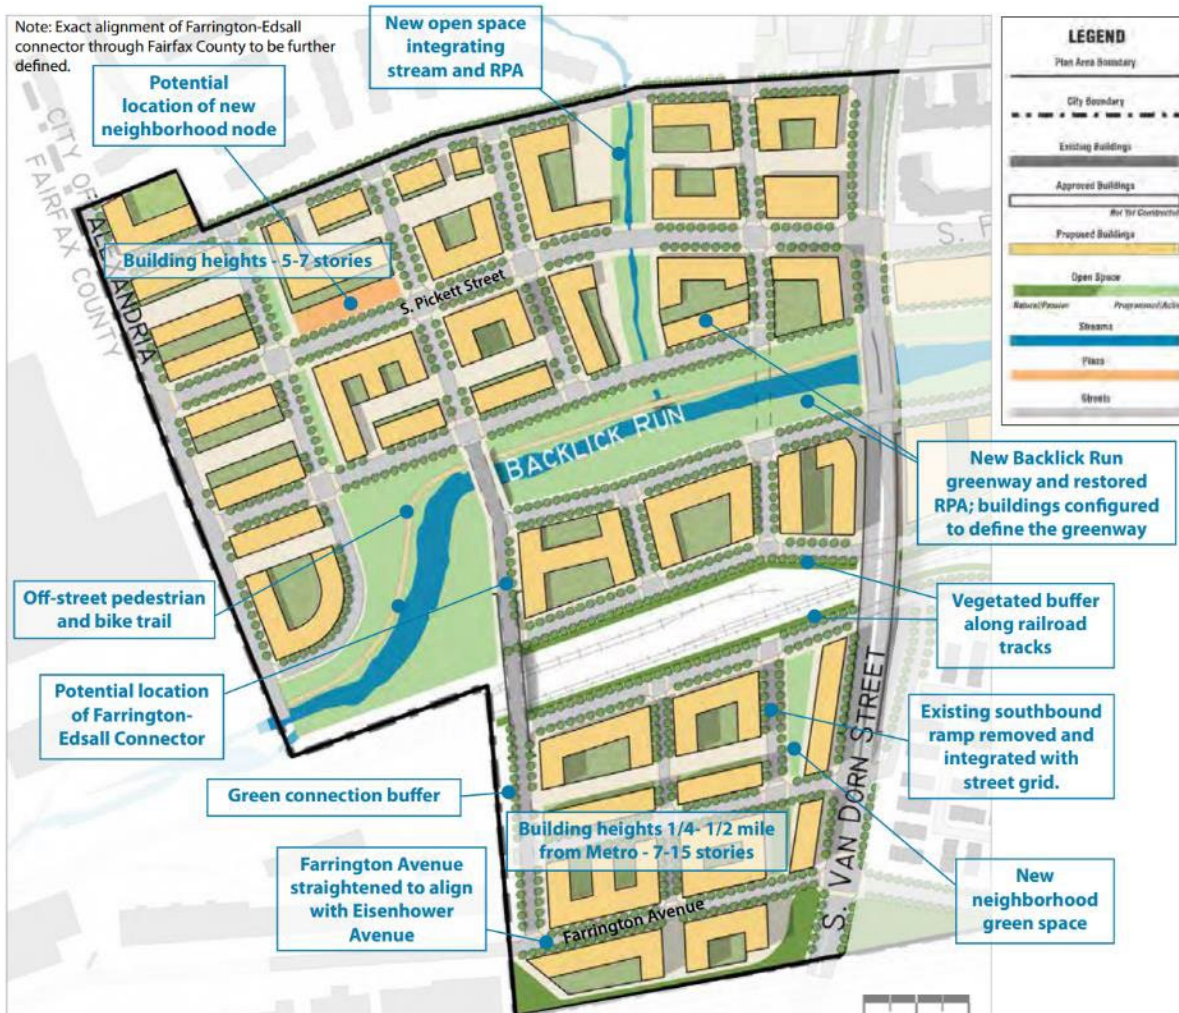 Note: Exact alignment of Farrington-Edsall
connector through Fairfax County to be further
defined.
New open space
integrating
stream and RPA
Potential
location of new
neighborhood node
CITY OF ALEXANDRIA
FAIRFAX COUNTY
Building heights - 5-7 stories
S. Pickett Street
S. P
BACKLICK RUN
New Backlick Run
greenway and restored
RPA; buildings configured
to define the greenway
Off-street pedestrian
and bike trail
Vegetated buffer
along railroad
tracks
Potential location
of Farrington-
Edsall Connector
Existing southbound
ramp removed and
integrated with
street grid.
Green connection buffer
Building heights 1/4- 1/2 mile
from Metro - 7-15 stories
S. VAN DORN STREET
Farrington Avenue
straightened to align
with Eisenhower
Avenue
Farrington Avenue
New
neighborhood
green space
LEGEND
Plan Area Boundary
City Boundary
Existing Buildings
Approved Buildings
Not Yet Constructed
Proposed Buildings
Open Space
Natural/Passive Programmed/Active
Streams
Plaza
Streets